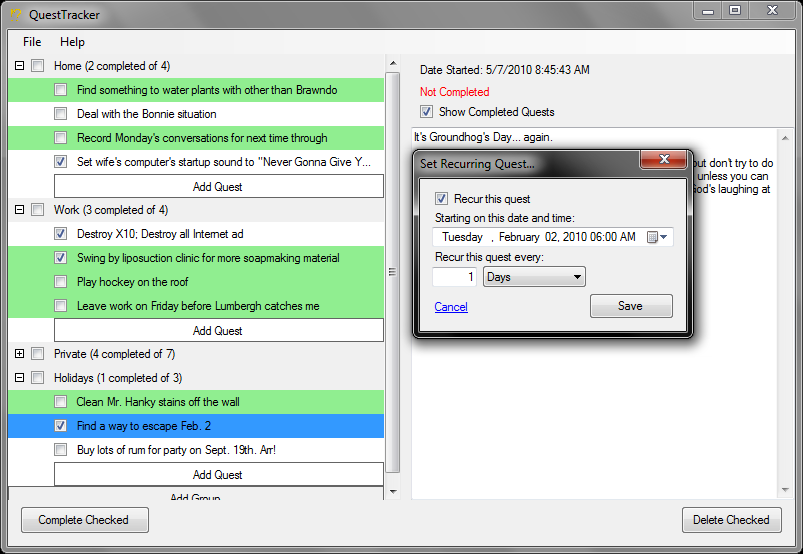 QuestTracker
File Help
Home (2 completed of 4)
Find something to water plants with other than Brawndo
Deal with the Bonnie situation
Record Monday's conversations for next time through
Set wife's computer's startup sound to "Never Gonna Give Y...
Add Quest
Work (3 completed of 4)
Destroy X10; Destroy all Internet ad
Swing by liposuction clinic for more soapmaking material
Play hockey on the roof
Leave work on Friday before Lumbergh catches me
Add Quest
Private (4 completed of 7)
Holidays (1 completed of 3)
Clean Mr. Hanky stains off the wall
Find a way to escape Feb. 2
Buy lots of rum for party on Sept. 19th. Arr!
Add Quest
Add Group
Complete Checked
Date Started: 5/7/2010 8:45:43 AM
Not Completed
Show Completed Quests
It's Groundhog's Day... again.
but don't try to do
unless you can
God's laughing at
Set Recurring Quest...
Recur this quest
Starting on this date and time:
Tuesday , February 02, 2010 06:00 AM
Recur this quest every:
1 Days
Cancel Save
Delete Checked